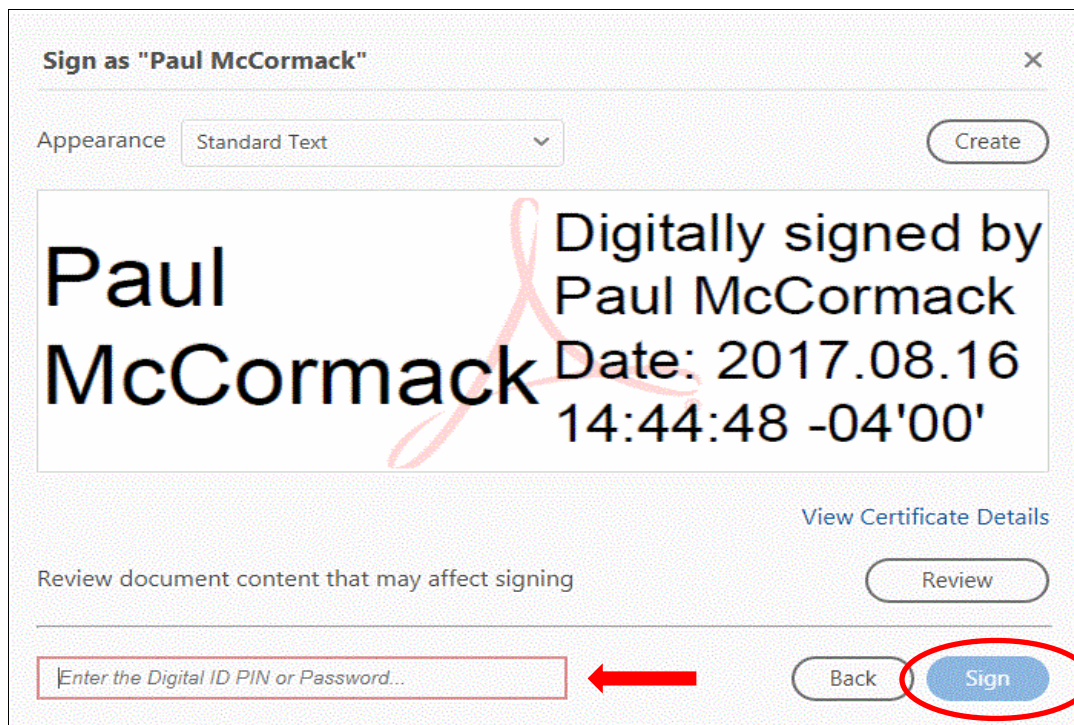 Sign as "Paul McCormack"
Appearance Standard Text Create
Paul
McCormack
Digitally signed by
Paul McCormack
Date: 2017.08.16
14:44:48 -04'00'
View Certificate Details
Review document content that may affect signing Review
Enter the Digital ID PIN or Password... Back Sign